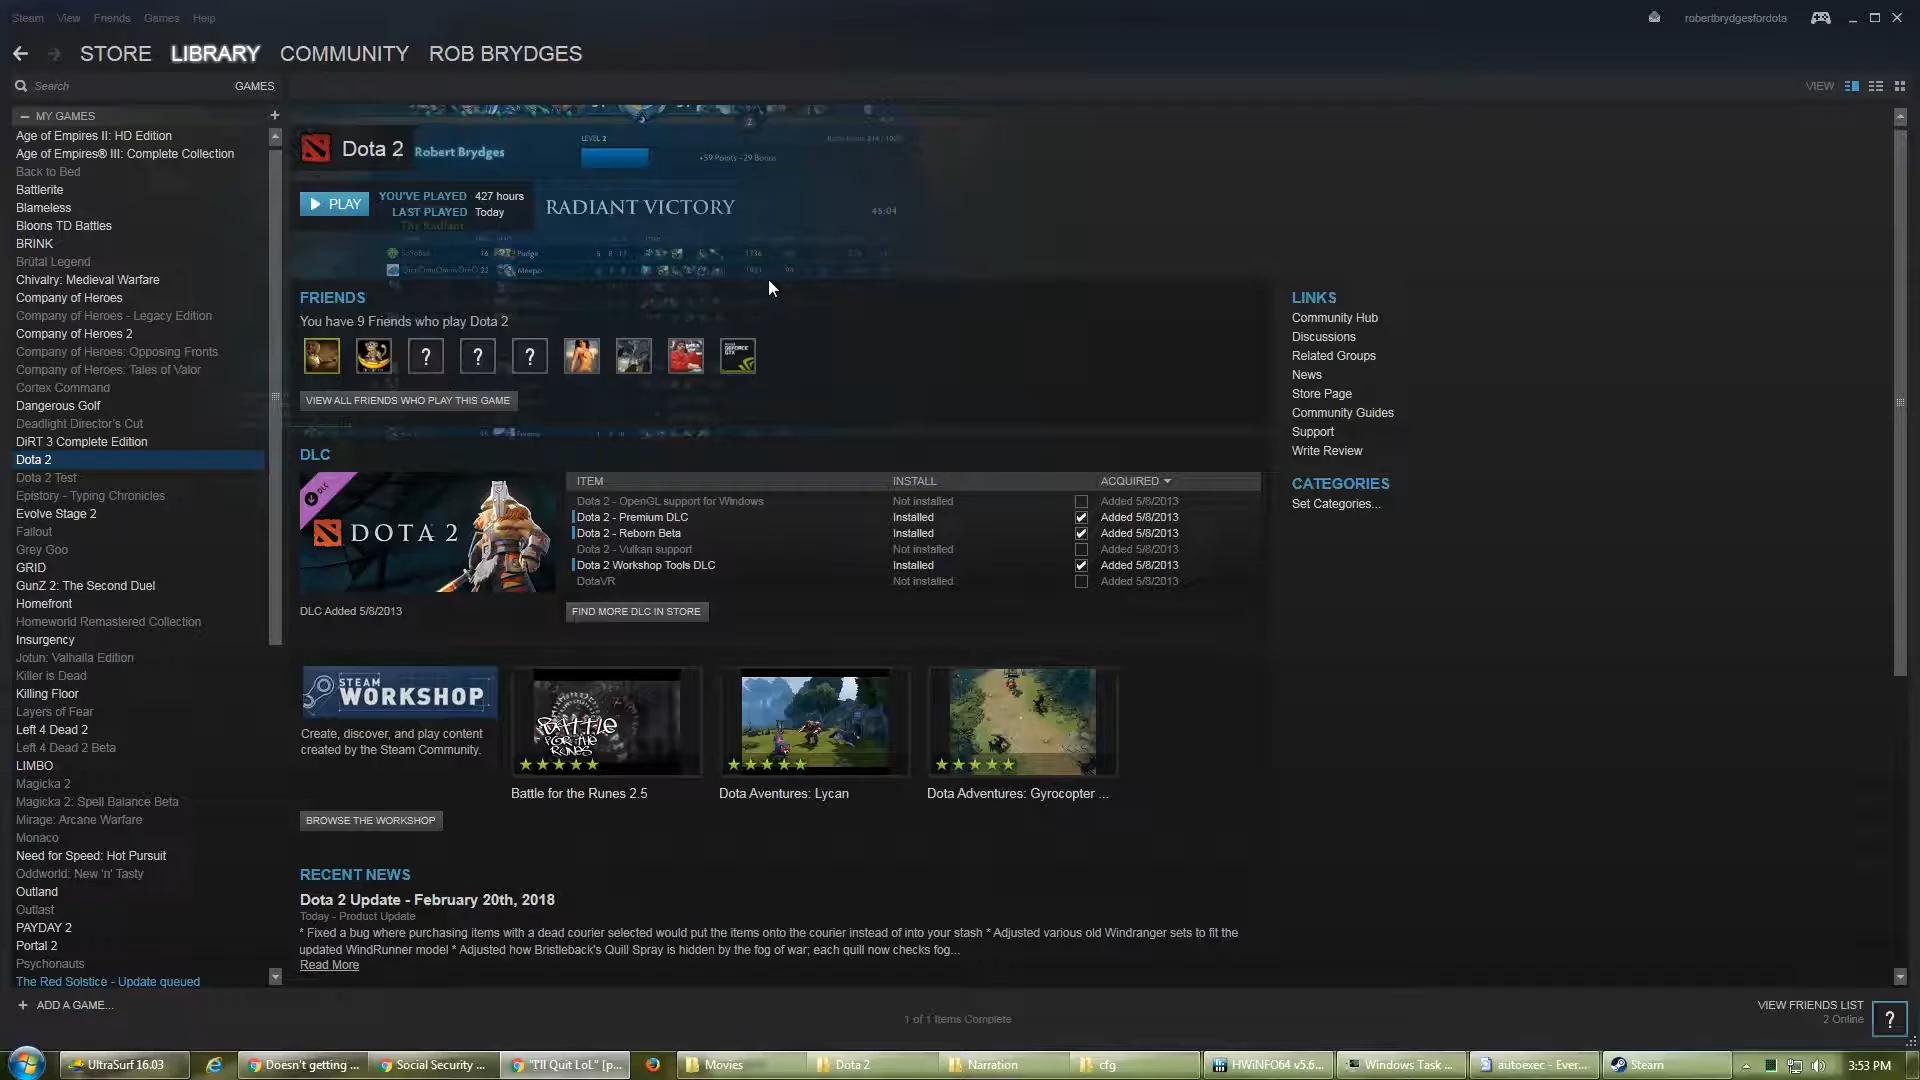 Steam View Friends Games Help
robertbrydgesfordota
STORE LIBRARY COMMUNITY ROB BRYDGES
Search GAMES
VIEW
MY GAMES
Age of Empires II: HD Edition
Age of Empires® III: Complete Collection
Back to Bed
Battlerite
Blameless
Bloons TD Battles
BRINK
Brütal Legend
Chivalry: Medieval Warfare
Company of Heroes
Company of Heroes - Legacy Edition
Company of Heroes 2
Company of Heroes: Opposing Fronts
Company of Heroes: Tales of Valor
Cortex Command
Dangerous Golf
Deadlight Director's Cut
DiRT 3 Complete Edition
Dota 2
Dota 2 Test
Epistory - Typing Chronicles
Evolve Stage 2
Fallout
Grey Goo
GRID
GunZ 2: The Second Duel
Homefront
Homeworld Remastered Collection
Insurgency
Jotun: Valhalla Edition
Killer is Dead
Killing Floor
Layers of Fear
Left 4 Dead 2
Left 4 Dead 2 Beta
LIMBO
Magicka 2
Magicka 2: Spell Balance Beta
Mirage: Arcane Warfare
Monaco
Need for Speed: Hot Pursuit
Oddworld: New 'n' Tasty
Outland
Outlast
PAYDAY 2
Portal 2
Psychonauts
The Red Solstice - Update queued
+ ADD A GAME...
Dota 2 Robert Brydges
LEVEL 2
+59 Points -29 Bonus
PLAY
YOU'VE PLAYED 427 hours
LAST PLAYED Today
RADIANT VICTORY
45:04
The Radiant
16 Pudge
22 Meepo
FRIENDS
You have 9 Friends who play Dota 2
? ? ?
VIEW ALL FRIENDS WHO PLAY THIS GAME
DLC
DLC
DOTA 2
DLC Added 5/8/2013
ITEM INSTALL ACQUIRED
Dota 2 - OpenGL support for Windows Not installed Added 5/8/2013
Dota 2 - Premium DLC Installed Added 5/8/2013
Dota 2 - Reborn Beta Installed Added 5/8/2013
Dota 2 - Vulkan support Not installed Added 5/8/2013
Dota 2 Workshop Tools DLC Installed Added 5/8/2013
DotaVR Not installed Added 5/8/2013
FIND MORE DLC IN STORE
STEAM
WORKSHOP
Create, discover, and play content
created by the Steam Community.
BROWSE THE WORKSHOP
BATTLE
FOR THE
RUNES
Battle for the Runes 2.5
Dota Aventures: Lycan
Dota Adventures: Gyrocopter ...
RECENT NEWS
Dota 2 Update - February 20th, 2018
Today - Product Update
* Fixed a bug where purchasing items with a dead courier selected would put the items onto the courier instead of into your stash * Adjusted various old Windranger sets to fit the
updated WindRunner model * Adjusted how Bristleback's Quill Spray is hidden by the fog of war; each quill now checks fog...
Read More
LINKS
Community Hub
Discussions
Related Groups
News
Store Page
Community Guides
Support
Write Review
CATEGORIES
Set Categories...
1 of 1 Items Complete
VIEW FRIENDS LIST
2 Online
?
UltraSurf 16.03
Doesn't getting ...
Social Security ...
"I'll Quit LoL" [p...
Movies
Dota 2
Narration
cfg
HWiNFO64 v5.6...
Windows Task ...
autoexec - Ever...
Steam
3:53 PM